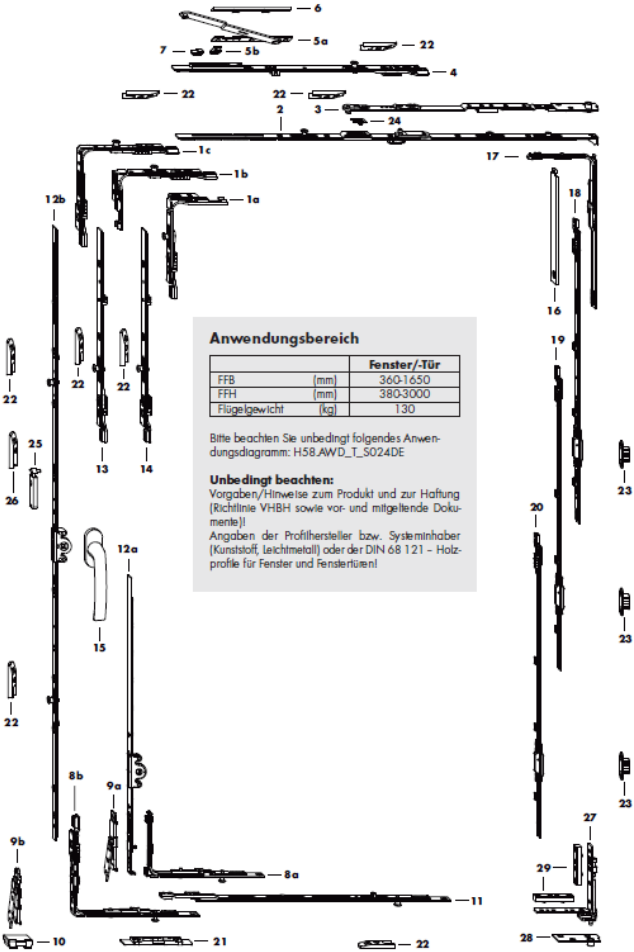 6
5a
7
5b
22
4
22
22
3
24
2
1c
17
1b
12b
1a
18
16
19
22
22
22
13
14
25
26
23
20
12a
15
23
22
8b
9a
23
27
9b
29
8a
11
10
21
22
28
Anwendungsbereich
Fenster/-Tür
FFB (mm) 360-1650
FFH (mm) 380-3000
Flügelgewicht (kg) 130
Bitte beachten Sie unbedingt folgendes Anwen-
dungsdiagramm: H58.AWD_T_S024DE
Unbedingt beachten:
Vorgaben/Hinweise zum Produkt und zur Haftung
(Richtlinie VHBH sowie vor- und mitgeltende Doku-
mente)!
Angaben der Profilhersteller bzw. Systeminhaber
(Kunststoff, Leichtmetall) oder der DIN 68 121 – Holz-
profile für Fenster und Fenstertüren!